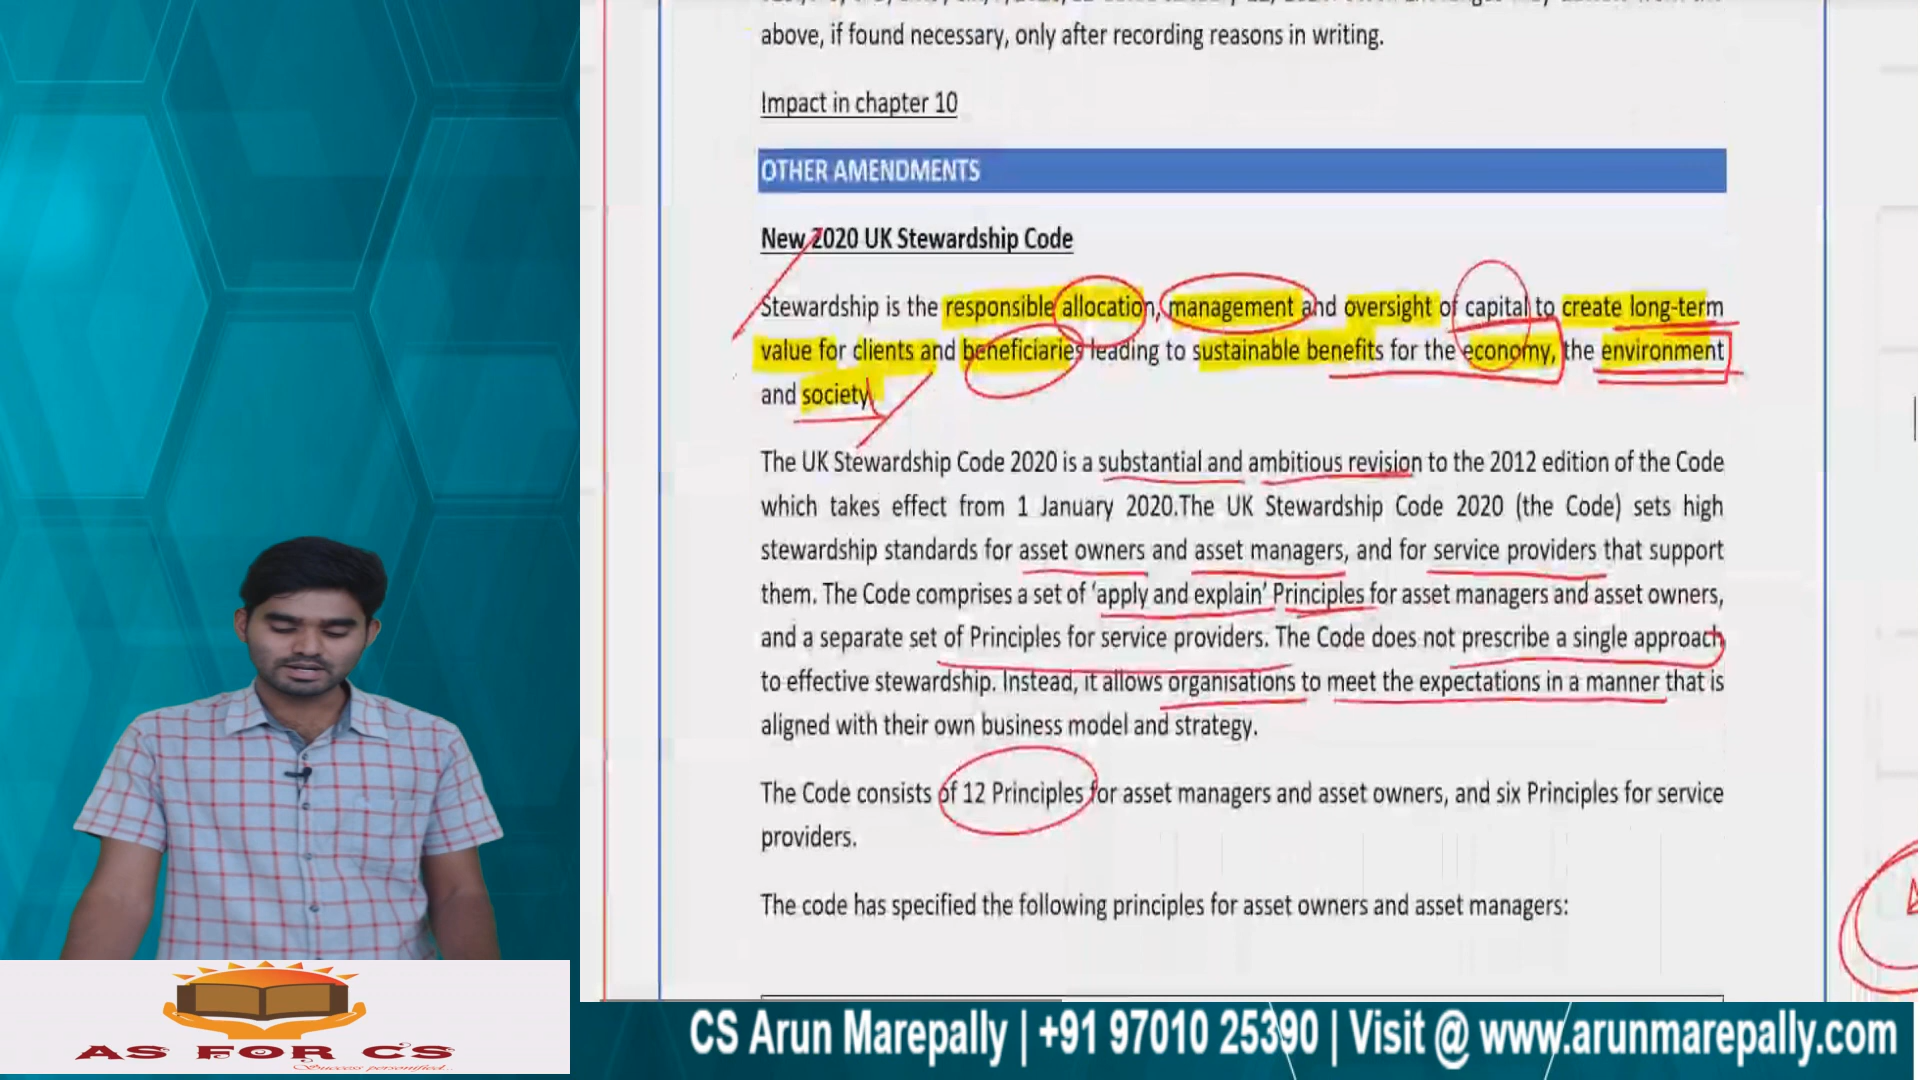 above, if found necessary, only after recording reasons in writing.
Impact in chapter 10
OTHER AMENDMENTS
New 2020 UK Stewardship Code
Stewardship is the responsible allocation, management and oversight of capital to create long-term
value for clients and beneficiaries leading to sustainable benefits for the economy, the environment
and society
The UK Stewardship Code 2020 is a substantial and ambitious revision to the 2012 edition of the Code
which takes effect from 1 January 2020.The UK Stewardship Code 2020 (the Code) sets high
stewardship standards for asset owners and asset managers, and for service providers that support
them. The Code comprises a set of ‘apply and explain’ Principles for asset managers and asset owners,
and a separate set of Principles for service providers. The Code does not prescribe a single approach
to effective stewardship. Instead, it allows organisations to meet the expectations in a manner that is
aligned with their own business model and strategy.
The Code consists of 12 Principles for asset managers and asset owners, and six Principles for service
providers.
The code has specified the following principles for asset owners and asset managers:
AS FOR CS
Success personified...
CS Arun Marepally | +91 97010 25390 | Visit @ www.arunmarepally.com